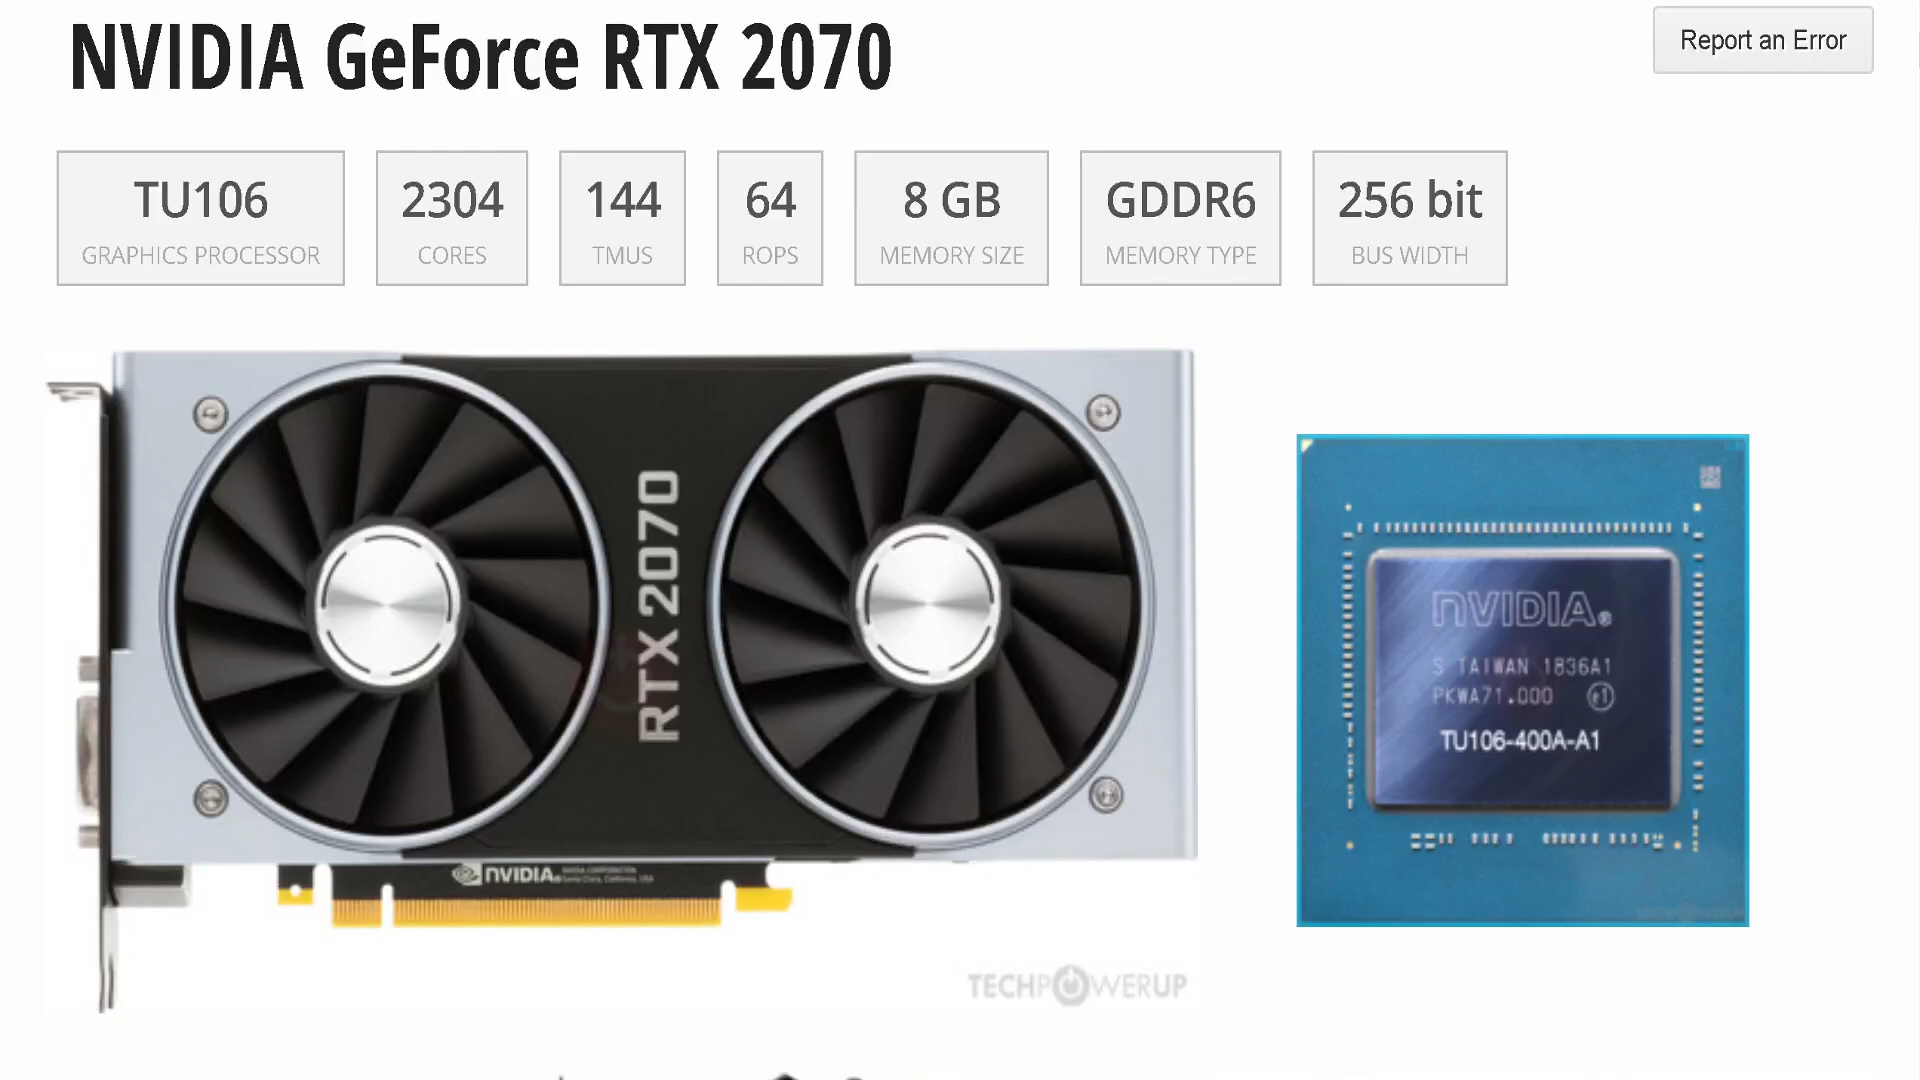 NVIDIA GeForce RTX 2070
Report an Error
TU106
GRAPHICS PROCESSOR
2304
CORES
144
TMUS
64
ROPS
8 GB
MEMORY SIZE
GDDR6
MEMORY TYPE
256 bit
BUS WIDTH
RTX 2070
NVIDIA®
S TAIWAN 1836A1
PKWA71.000 e1
TU106-400A-A1
NVIDIA®
TECHPOWERUP